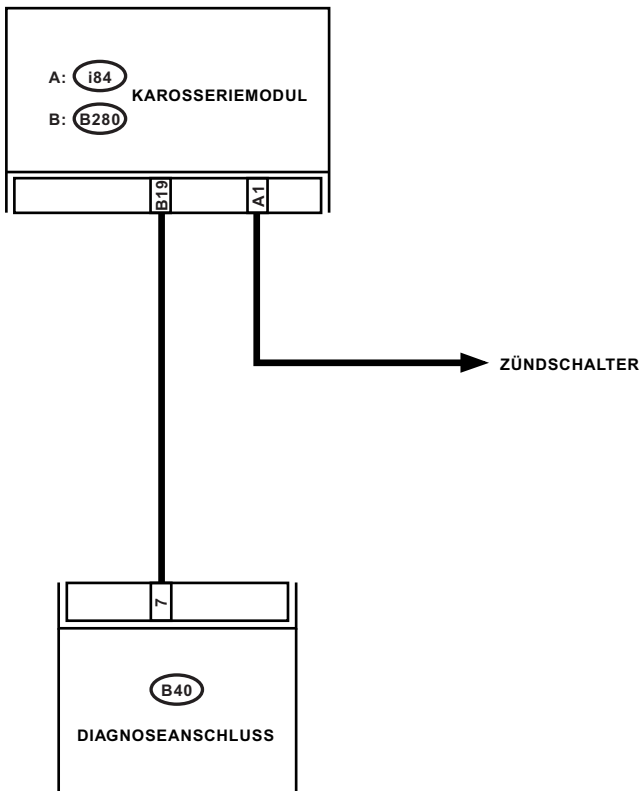 A: i84
KAROSSERIEMODUL
B: B280
B19
A1
ZÜNDSCHALTER
7
B40
DIAGNOSEANSCHLUSS